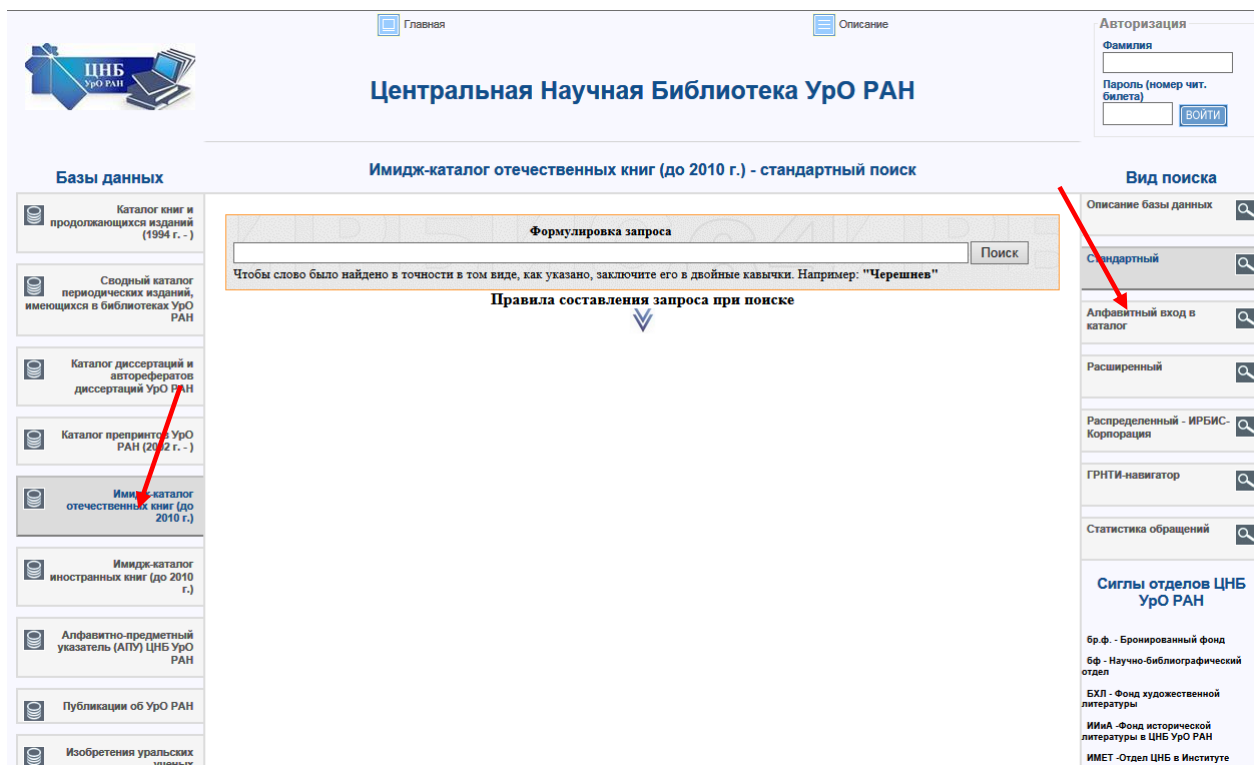 Главная
Описание
ЦНБ
УрО РАН
Центральная Научная Библиотека УрО РАН
Авторизация
Фамилия
Пароль (номер чит.
билета)
ВОЙТИ
Базы данных
Каталог книг и
продолжающихся изданий
(1994 г. - )
Сводный каталог
периодических изданий,
имеющихся в библиотеках УрО
РАН
Каталог диссертаций и
авторефератов
диссертаций УрО РАН
Каталог препринтов УрО
РАН (2002 г. - )
Имидж-каталог
отечественных книг (до
2010 г.)
Имидж-каталог
иностранных книг (до 2010
г.)
Алфавитно-предметный
указатель (АПУ) ЦНБ УрО
РАН
Публикации об УрО РАН
Изобретения уральских
ученых
Имидж-каталог отечественных книг (до 2010 г.) - стандартный поиск
Формулировка запроса
Поиск
Чтобы слово было найдено в точности в том виде, как указано, заключите его в двойные кавычки. Например: "Черешнев"
Правила составления запроса при поиске
Вид поиска
Описание базы данных
Стандартный
Алфавитный вход в
каталог
Расширенный
Распределенный - ИРБИС-
Корпорация
ГРНТИ-навигатор
Статистика обращений
Сиглы отделов ЦНБ
УрО РАН
бр.ф. - Бронированный фонд
бф - Научно-библиографический
отдел
БХЛ - Фонд художественной
литературы
ИИиА -Фонд исторической
литературы в ЦНБ УрО РАН
ИМЕТ -Отдел ЦНБ в Институте